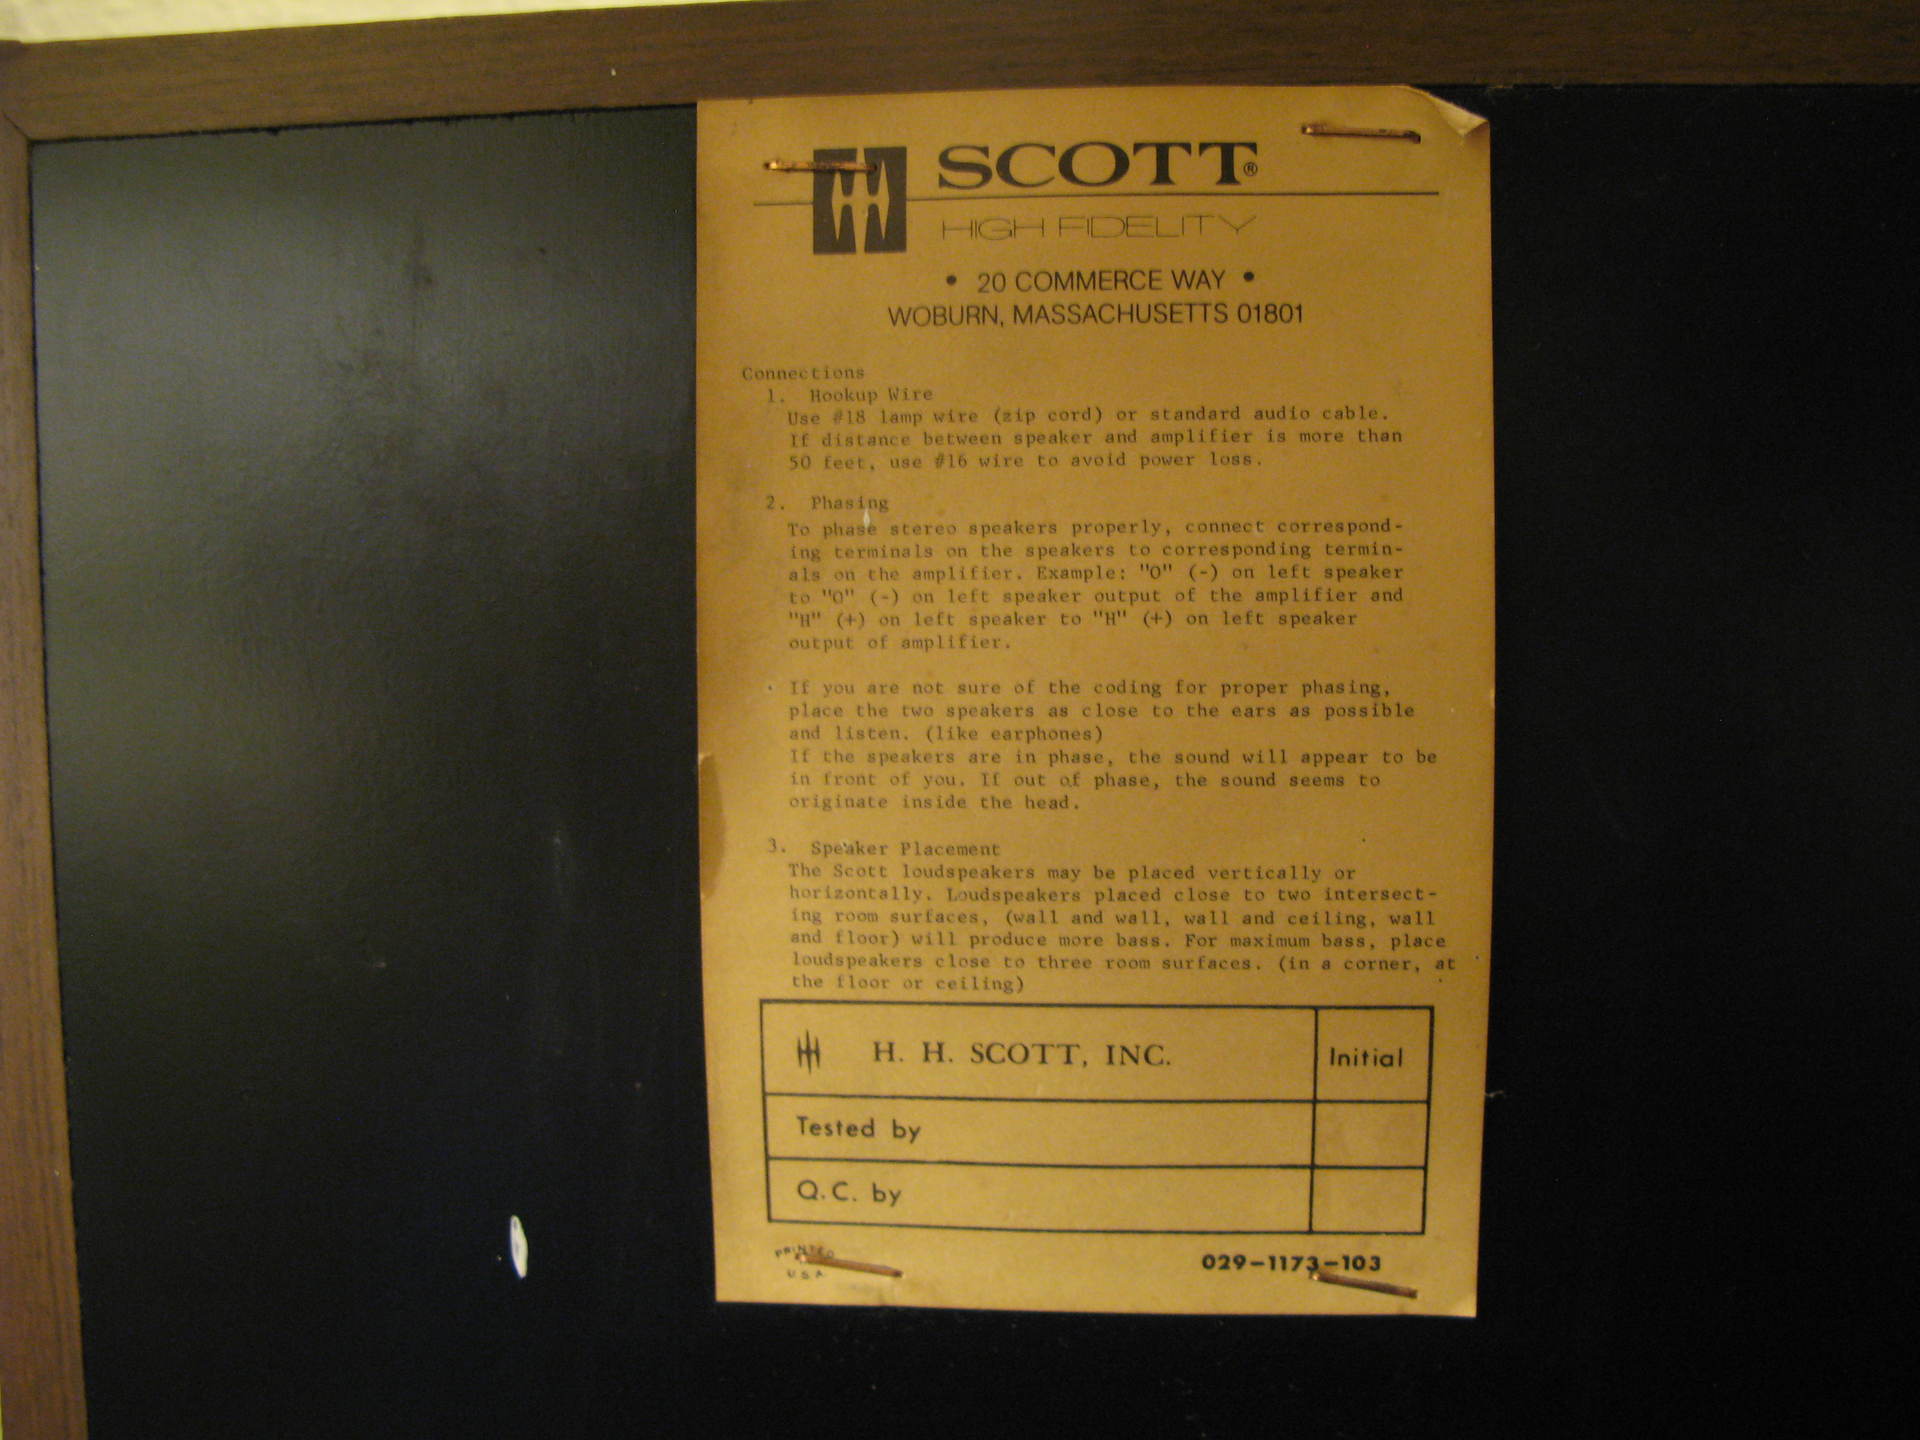 SCOTT®
HIGH FIDELITY
• 20 COMMERCE WAY •
WOBURN, MASSACHUSETTS 01801
Connections
1. Hookup Wire
Use #18 lamp wire (zip cord) or standard audio cable.
If distance between speaker and amplifier is more than
50 feet, use #16 wire to avoid power loss.
2. Phasing
To phase stereo speakers properly, connect correspond-
ing terminals on the speakers to corresponding termin-
als on the amplifier. Example: "O" (-) on left speaker
to "O" (-) on left speaker output of the amplifier and
"H" (+) on left speaker to "H" (+) on left speaker
output of amplifier.
If you are not sure of the coding for proper phasing,
place the two speakers as close to the ears as possible
and listen. (like earphones)
If the speakers are in phase, the sound will appear to be
in front of you. If out of phase, the sound seems to
originate inside the head.
3. Speaker Placement
The Scott loudspeakers may be placed vertically or
horizontally. Loudspeakers placed close to two intersect-
ing room surfaces, (wall and wall, wall and ceiling, wall
and floor) will produce more bass. For maximum bass, place
loudspeakers close to three room surfaces. (in a corner, at
the floor or ceiling)
H. H. SCOTT, INC. Initial
Tested by
Q.C. by
PRINTED
U S A
029-1173-103